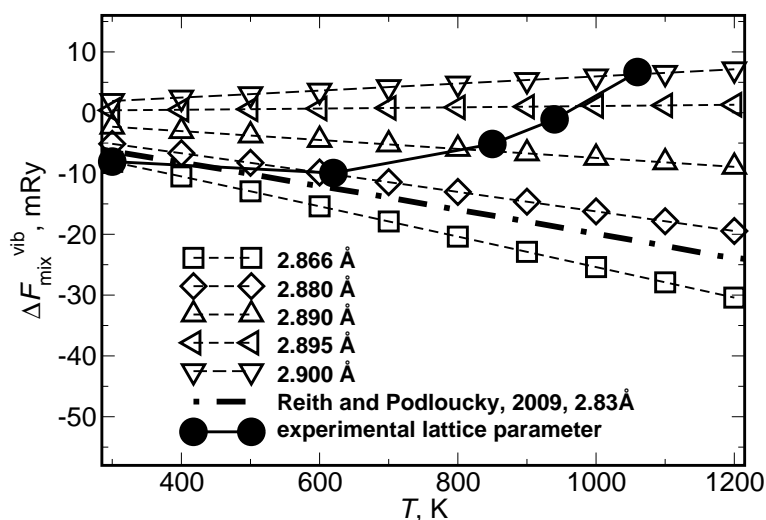 10
0
-10
-20
-30
-40
-50
ΔF_mix^vib, mRy
2.866 Å
2.880 Å
2.890 Å
2.895 Å
2.900 Å
Reith and Podloucky, 2009, 2.83Å
experimental lattice parameter
400 600 800 1000 1200
T, K